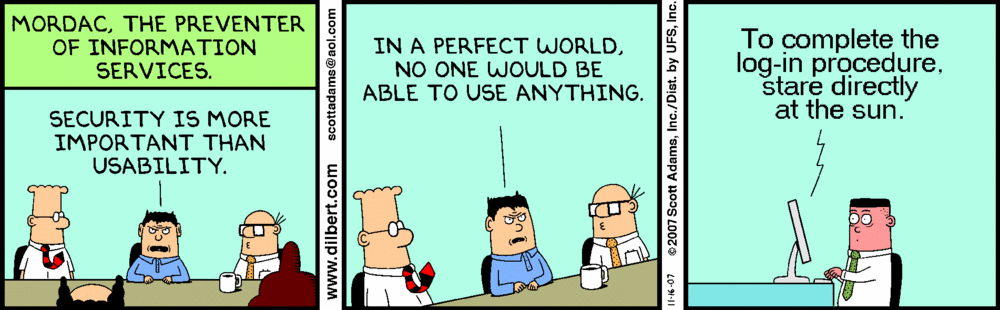 MORDAC, THE PREVENTER
OF INFORMATION
SERVICES.
SECURITY IS MORE
IMPORTANT THAN
USABILITY.
www.dilbert.com
scottadams@aol.com
IN A PERFECT WORLD,
NO ONE WOULD BE
ABLE TO USE ANYTHING.
11-16-07 ©2007 Scott Adams, Inc./Dist. by UFS, Inc.
To complete the
log-in procedure,
stare directly
at the sun.